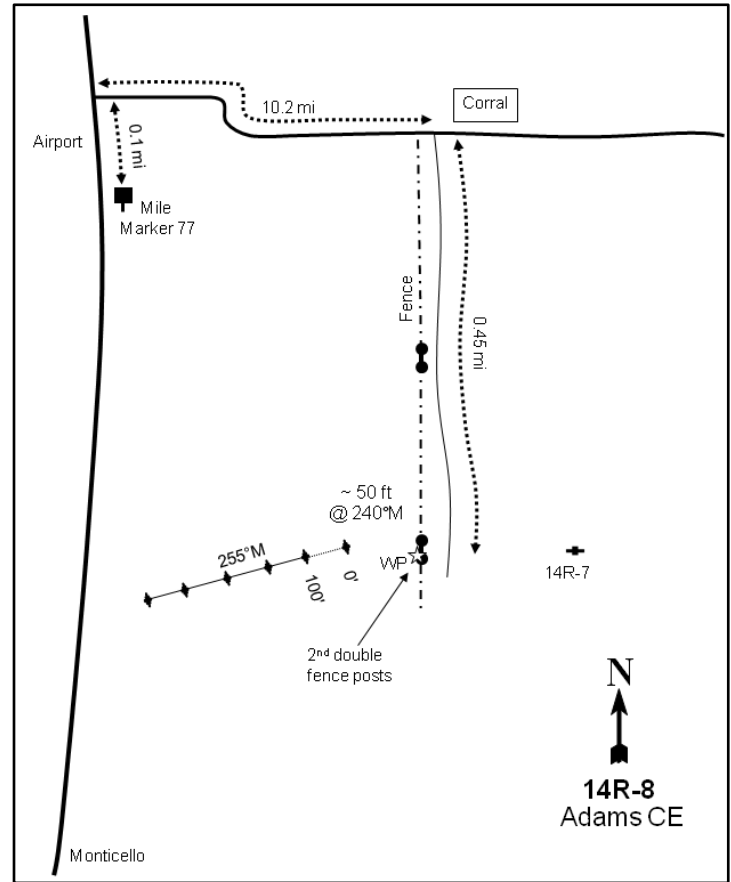 10.2 mi
Corral
Airport
0.1 mi
Mile
Marker 77
Fence
0.45 mi
~ 50 ft
@ 240°M
255°M
WP
0'
100'
14R-7
2nd double
fence posts
N
14R-8
Adams CE
Monticello